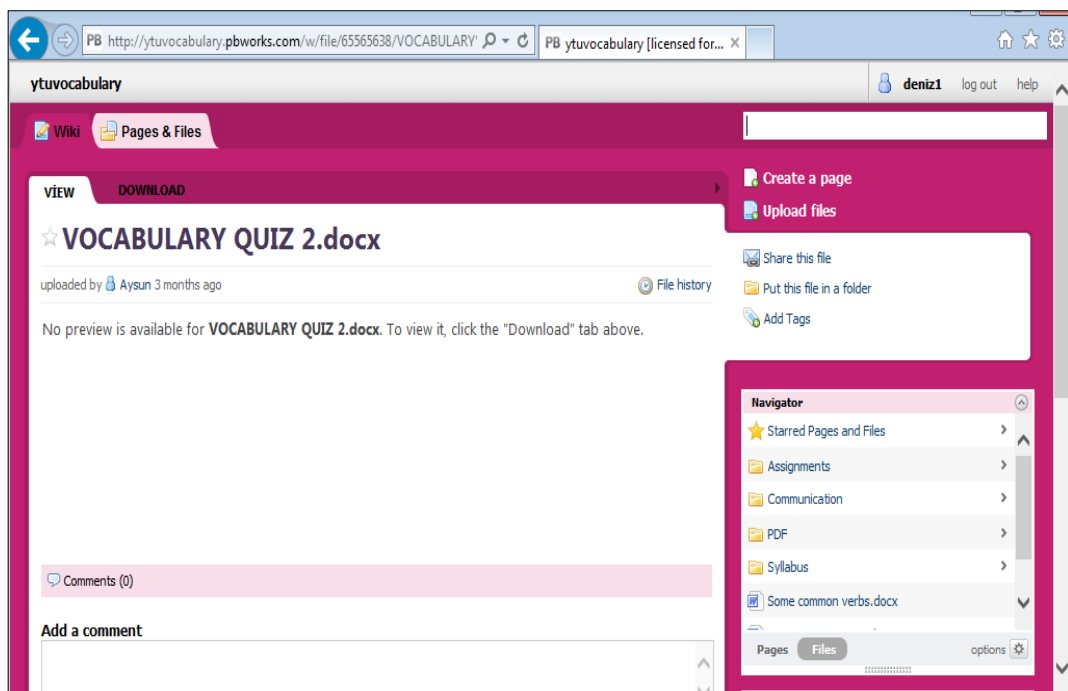 PB http://ytuvocabulary.pbworks.com/w/file/65565638/VOCABULARY'
PB ytuvocabulary [licensed for...
ytuvocabulary
deniz1 log out help
Wiki
Pages & Files
VİEW
DOWNLOAD
VOCABULARY QUIZ 2.docx
uploaded by Aysun 3 months ago
File history
No preview is available for VOCABULARY QUIZ 2.docx. To view it, click the "Download" tab above.
Comments (0)
Add a comment
Create a page
Upload files
Share this file
Put this file in a folder
Add Tags
Navigator
Starred Pages and Files
Assignments
Communication
PDF
Syllabus
Some common verbs.docx
Pages Files options